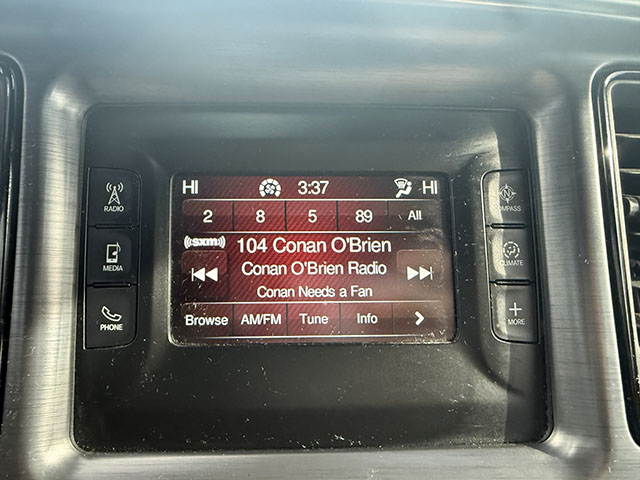 HI 3:37 HI
2 8 5 89 All
((sxm)) 104 Conan O'Brien
Conan O'Brien Radio
Conan Needs a Fan
Browse AM/FM Tune Info
RADIO
MEDIA
PHONE
N
COMPASS
CLIMATE
MORE